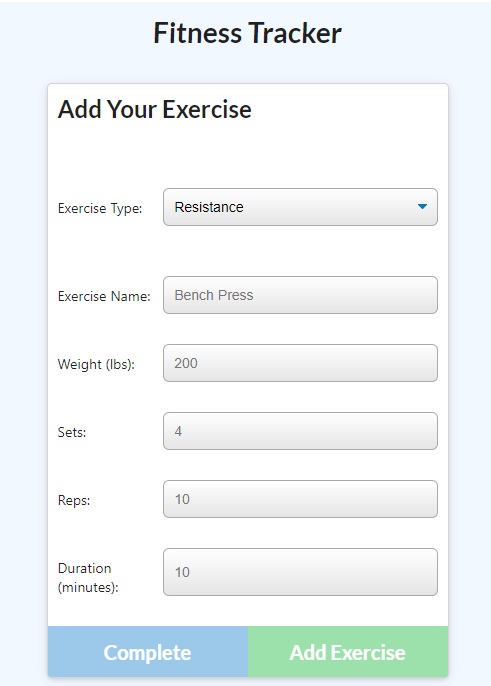 Fitness Tracker
Add Your Exercise
Exercise Type: Resistance
Exercise Name: Bench Press
Weight (lbs): 200
Sets: 4
Reps: 10
Duration
(minutes): 10
Complete Add Exercise